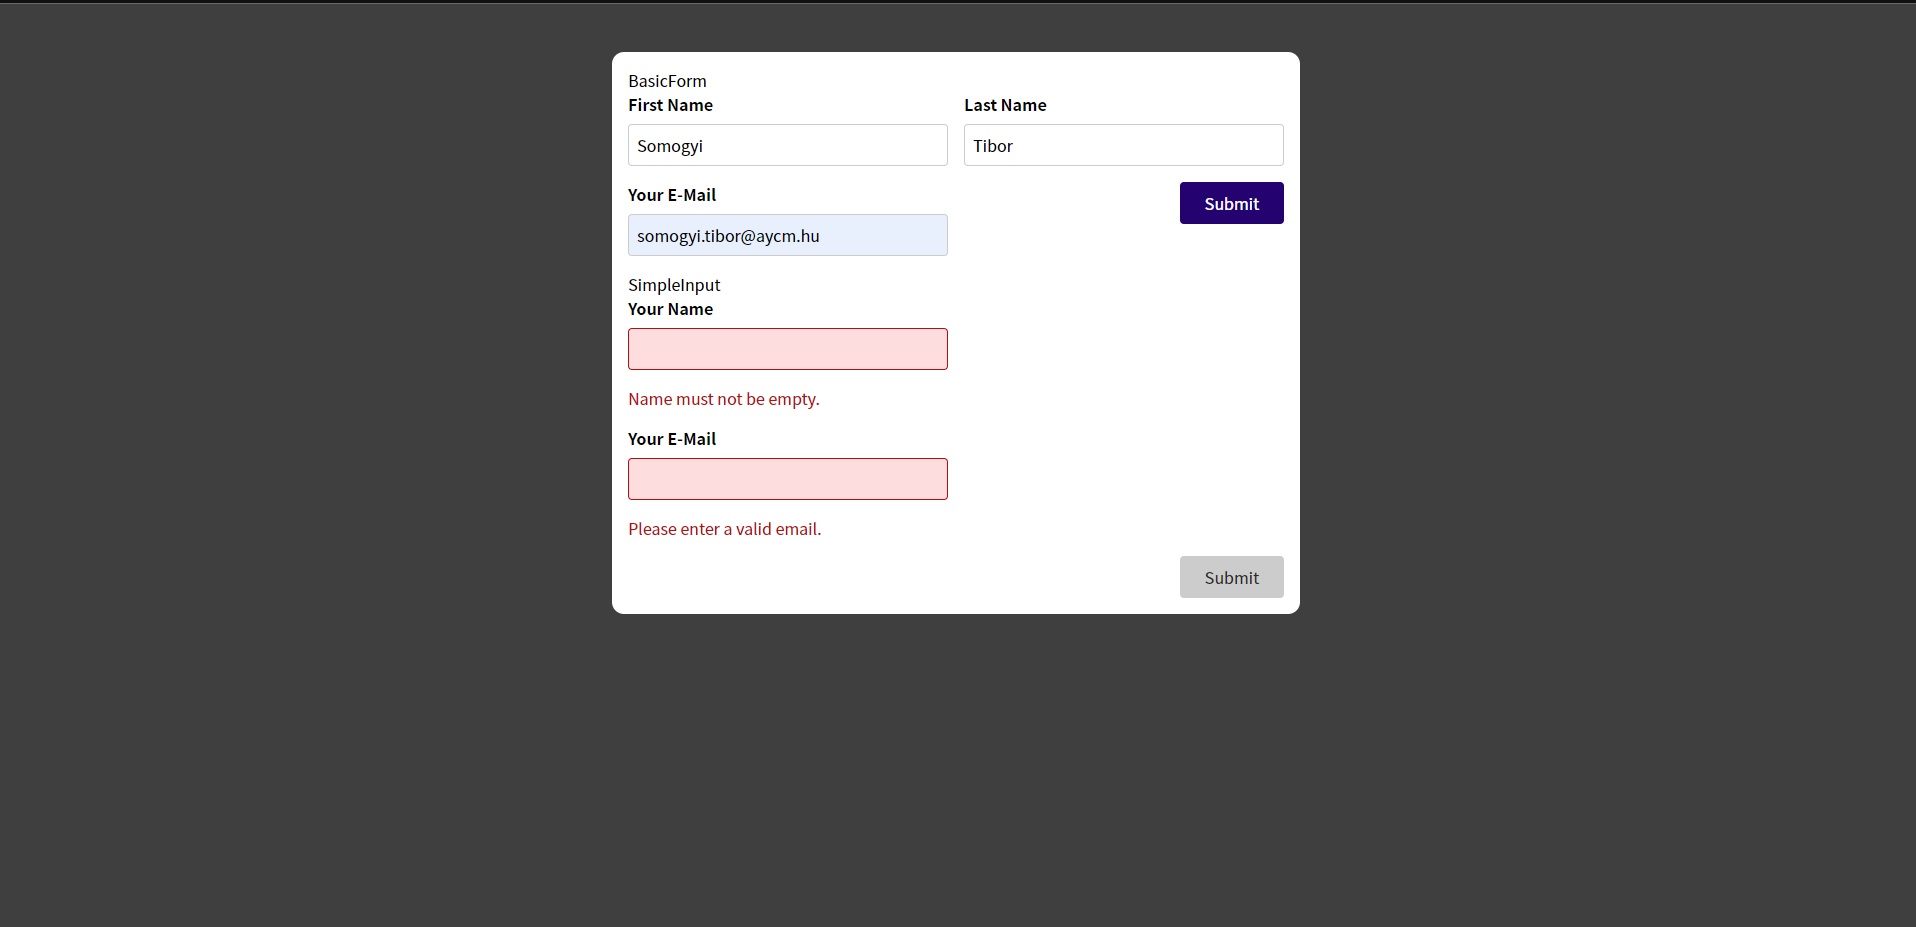 BasicForm
First Name
Last Name
Somogyi
Tibor
Your E-Mail
Submit
somogyi.tibor@aycm.hu
SimpleInput
Your Name
Name must not be empty.
Your E-Mail
Please enter a valid email.
Submit